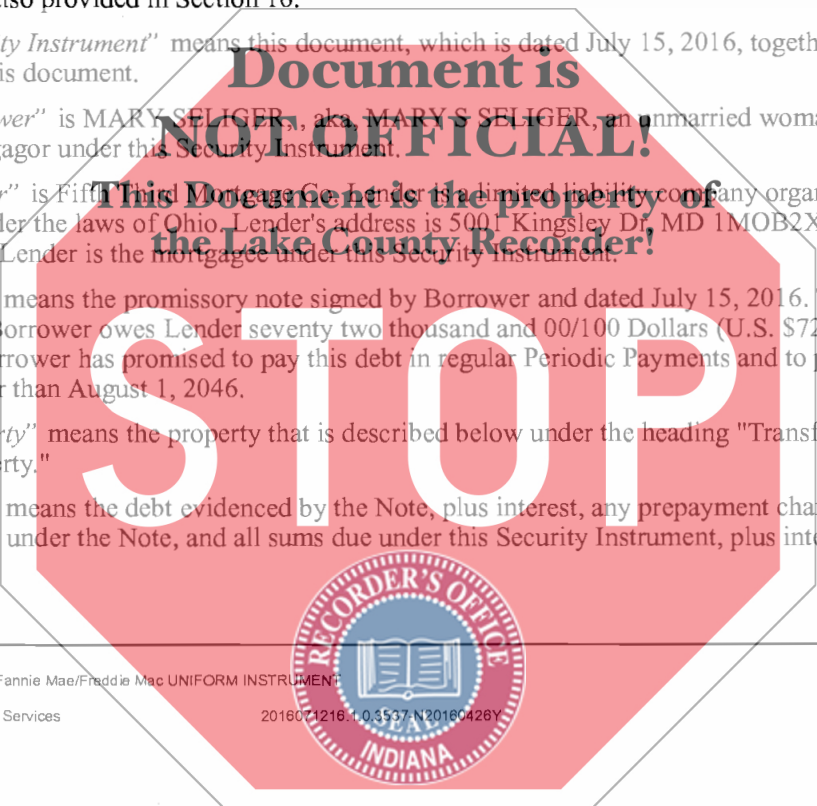 also provided in Section 16.
ty Instrument" means this document, which is dated July 15, 2016, togeth
is document.
Document is
NOT OFFICIAL!
This Document is the property of
the Lake County Recorder!
wer" is MARY SELIGER, , aka, MARY S SELIGER, an unmarried woma
gagor under this Security Instrument.
r" is Fifth Third Mortgage Co. Lender is a limited liability company organ
der the laws of Ohio. Lender's address is 5001 Kingsley Dr, MD 1MOB2X
Lender is the mortgagee under this Security Instrument.
means the promissory note signed by Borrower and dated July 15, 2016.
Borrower owes Lender seventy two thousand and 00/100 Dollars (U.S. $72
rrower has promised to pay this debt in regular Periodic Payments and to p
r than August 1, 2046.
STOP
rty" means the property that is described below under the heading "Transf
erty."
means the debt evidenced by the Note, plus interest, any prepayment char
under the Note, and all sums due under this Security Instrument, plus inte
RECORDER'S OFFICE
SEAL
INDIANA
Fannie Mae/Freddie Mac UNIFORM INSTRUMENT
Services
2016071216.1.0.3537-N20160426Y